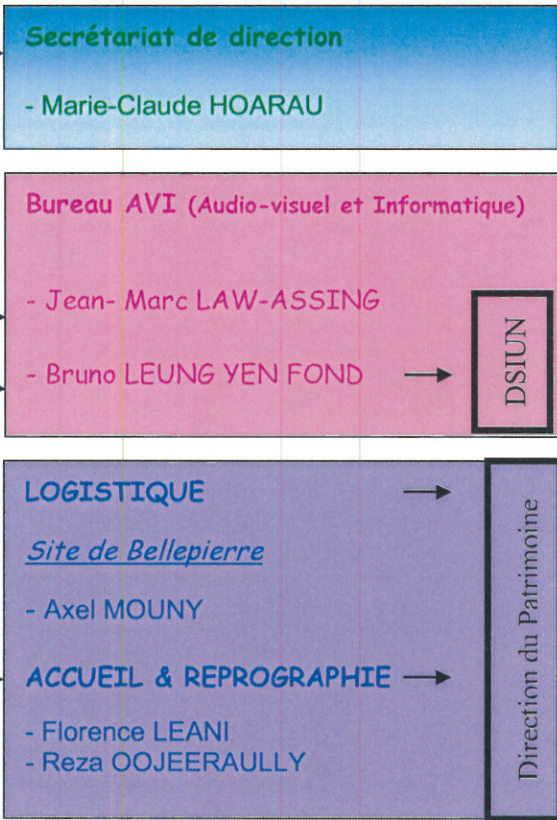 Secrétariat de direction
- Marie-Claude HOARAU
Bureau AVI (Audio-visuel et Informatique)
- Jean- Marc LAW-ASSING
- Bruno LEUNG YEN FOND
DSIUN
LOGISTIQUE
Site de Bellepierre
- Axel MOUNY
ACCUEIL & REPROGRAPHIE
- Florence LEANI
- Reza OOJEERAULLY
Direction du Patrimoine